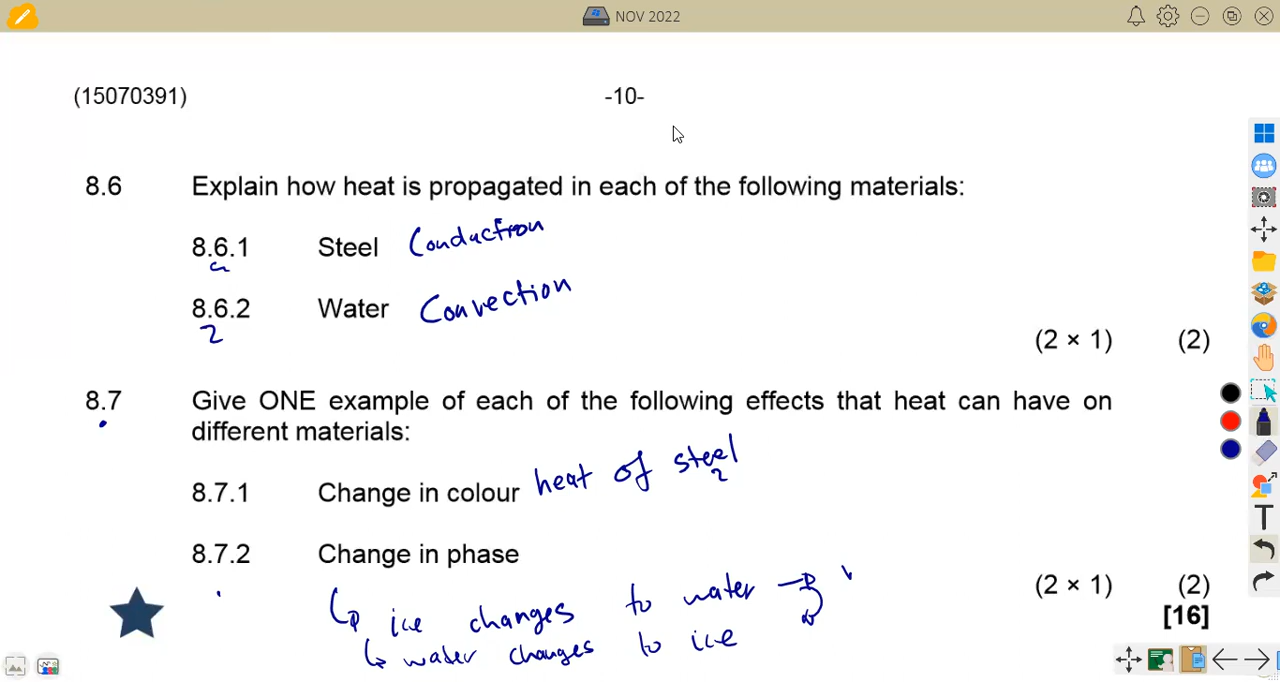 NOV 2022
(15070391) -10-
8.6 Explain how heat is propagated in each of the following materials:
8.6.1 Steel Conduction
8.6.2 Water Convection
2
(2 × 1) (2)
8.7 Give ONE example of each of the following effects that heat can have on
different materials:
8.7.1 Change in colour heat of steel
8.7.2 Change in phase
(2 × 1) (2)
ice changes to water
[16]
water changes to ice